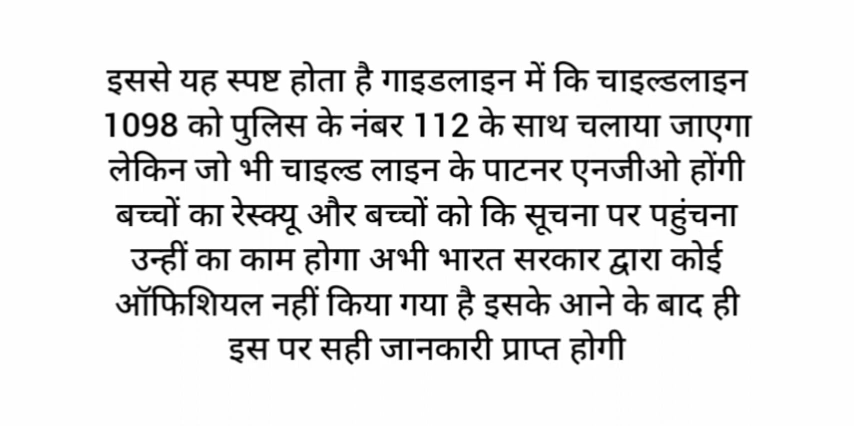 इससे यह स्पष्ट होता है गाइडलाइन में कि चाइल्डलाइन
1098 को पुलिस के नंबर 112 के साथ चलाया जाएगा
लेकिन जो भी चाइल्ड लाइन के पाटनर एनजीओ होंगी
बच्चों का रेस्क्यू और बच्चों को कि सूचना पर पहुंचना
उन्हीं का काम होगा अभी भारत सरकार द्वारा कोई
ऑफिशियल नहीं किया गया है इसके आने के बाद ही
इस पर सही जानकारी प्राप्त होगी